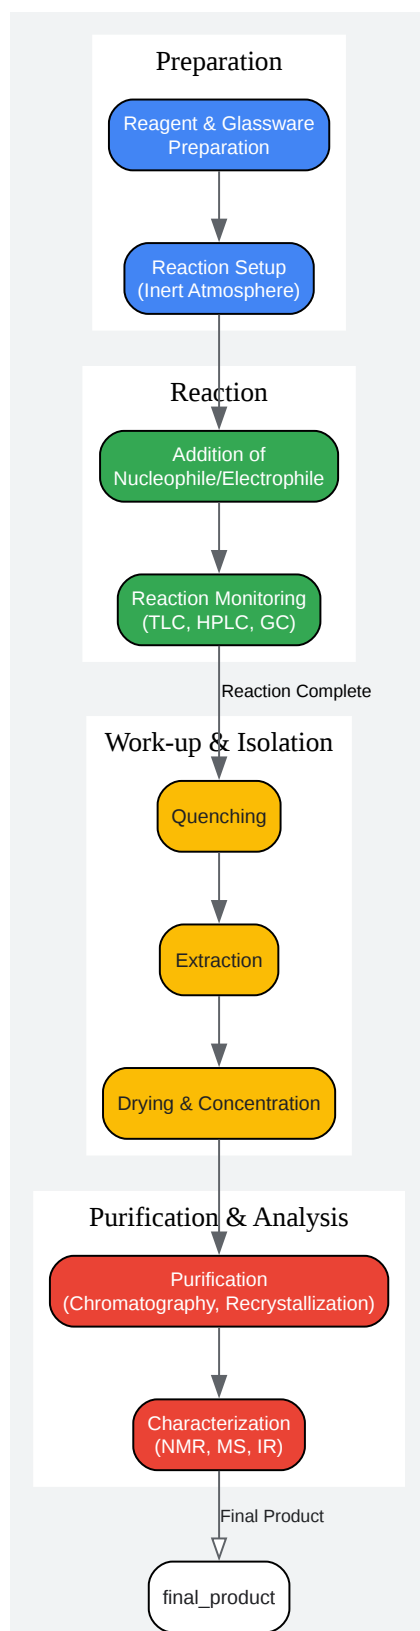 Preparation
Reagent & Glassware
Preparation
Reaction Setup
(Inert Atmosphere)
Reaction
Addition of
Nucleophile/Electrophile
Reaction Monitoring
(TLC, HPLC, GC)
Reaction Complete
Work-up & Isolation
Quenching
Extraction
Drying & Concentration
Purification & Analysis
Purification
(Chromatography, Recrystallization)
Characterization
(NMR, MS, IR)
Final Product
final_product